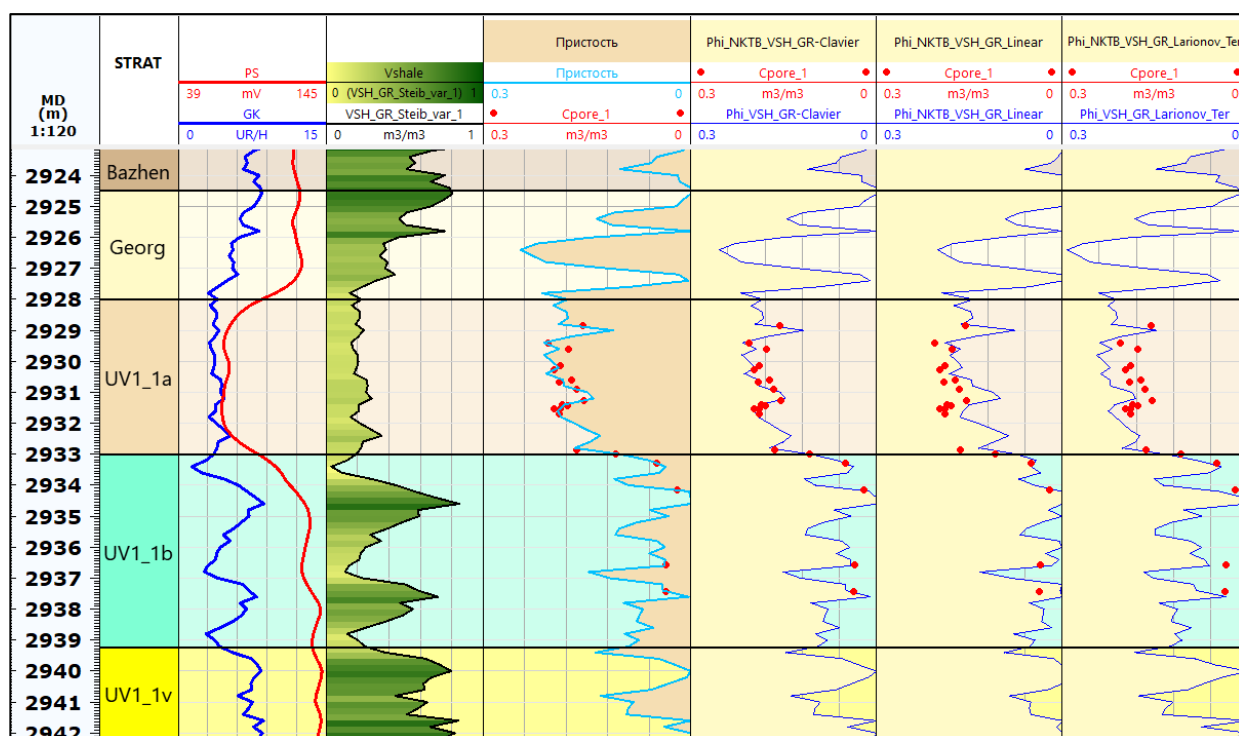 MD
(m)
1:120
STRAT
PS
39 mV 145
GK
0 UR/H 15
Vshale
0 (VSH_GR_Steib_var_1) 1
VSH_GR_Steib_var_1
0 m3/m3 1
Пристость
Пристость
0.3 0
Cpore_1
0.3 m3/m3 0
Phi_NKTB_VSH_GR-Clavier
Cpore_1
0.3 m3/m3 0
Phi_VSH_GR-Clavier
0.3 0
Phi_NKTB_VSH_GR_Linear
Cpore_1
0.3 m3/m3 0
Phi_NKTB_VSH_GR_Linear
0.3 0
Phi_NKTB_VSH_GR_Larionov_Ter
Cpore_1
0.3 m3/m3 0
Phi_VSH_GR_Larionov_Ter
0.3 0
2924
2925
2926
2927
2928
2929
2930
2931
2932
2933
2934
2935
2936
2937
2938
2939
2940
2941
2942
Bazhen
Georg
UV1_1a
UV1_1b
UV1_1v